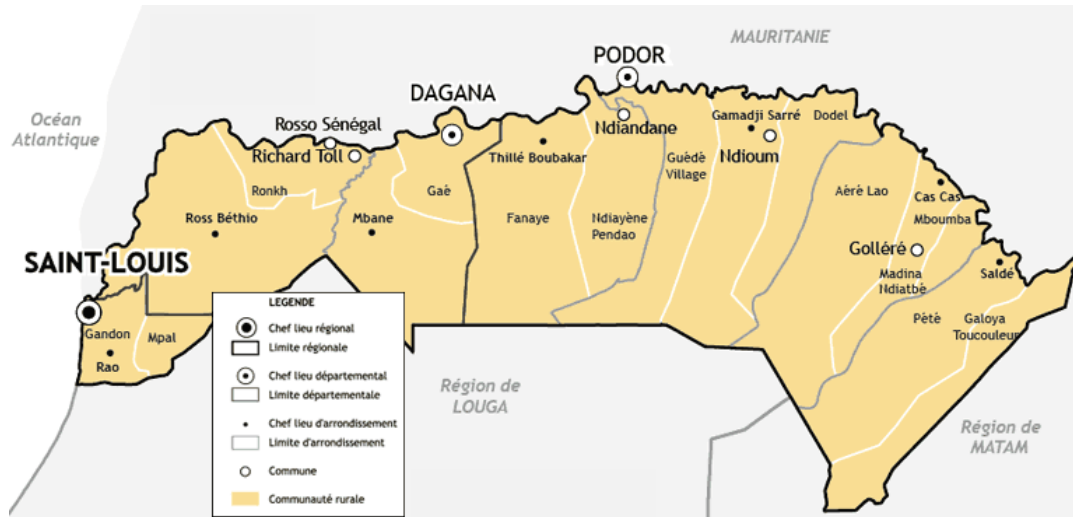 MAURITANIE
PODOR
Océan
Atlantique
DAGANA
Rosso Sénégal
Richard Toll
Ndiandane
Gamadji Sarré
Dodel
Ndioum
Thillé Boubakar
Guédé
Village
Ronkh
Gaé
Aéré Lao
Cas Cas
Mboumba
Ross Béthio
Mbane
Fanaye
Ndiayène
Pendao
Golléré
SAINT-LOUIS
Madina
Ndiatbé
Saldé
Pété
Galoya
Toucouleur
Gandon
Mpal
Rao
LEGENDE
Chef lieu régional
Limite régionale
Chef lieu départemental
Limite départementale
Chef lieu d'arrondissement
Limite d'arrondissement
Commune
Communauté rurale
Région de
LOUGA
Région de
MATAM